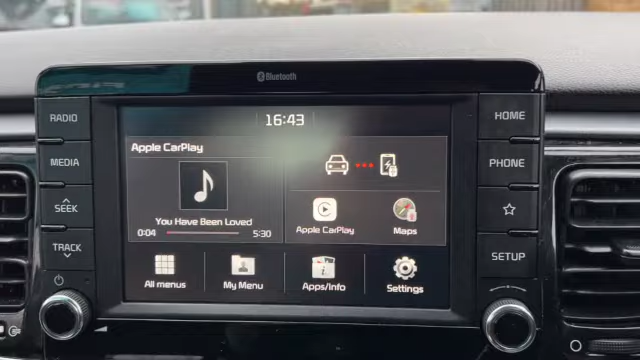 Bluetooth
RADIO
MEDIA
SEEK
TRACK
16:43
Apple CarPlay
You Have Been Loved
0:04 5:30
Apple CarPlay Maps
All menus My Menu Apps/Info Settings
HOME
PHONE
SETUP